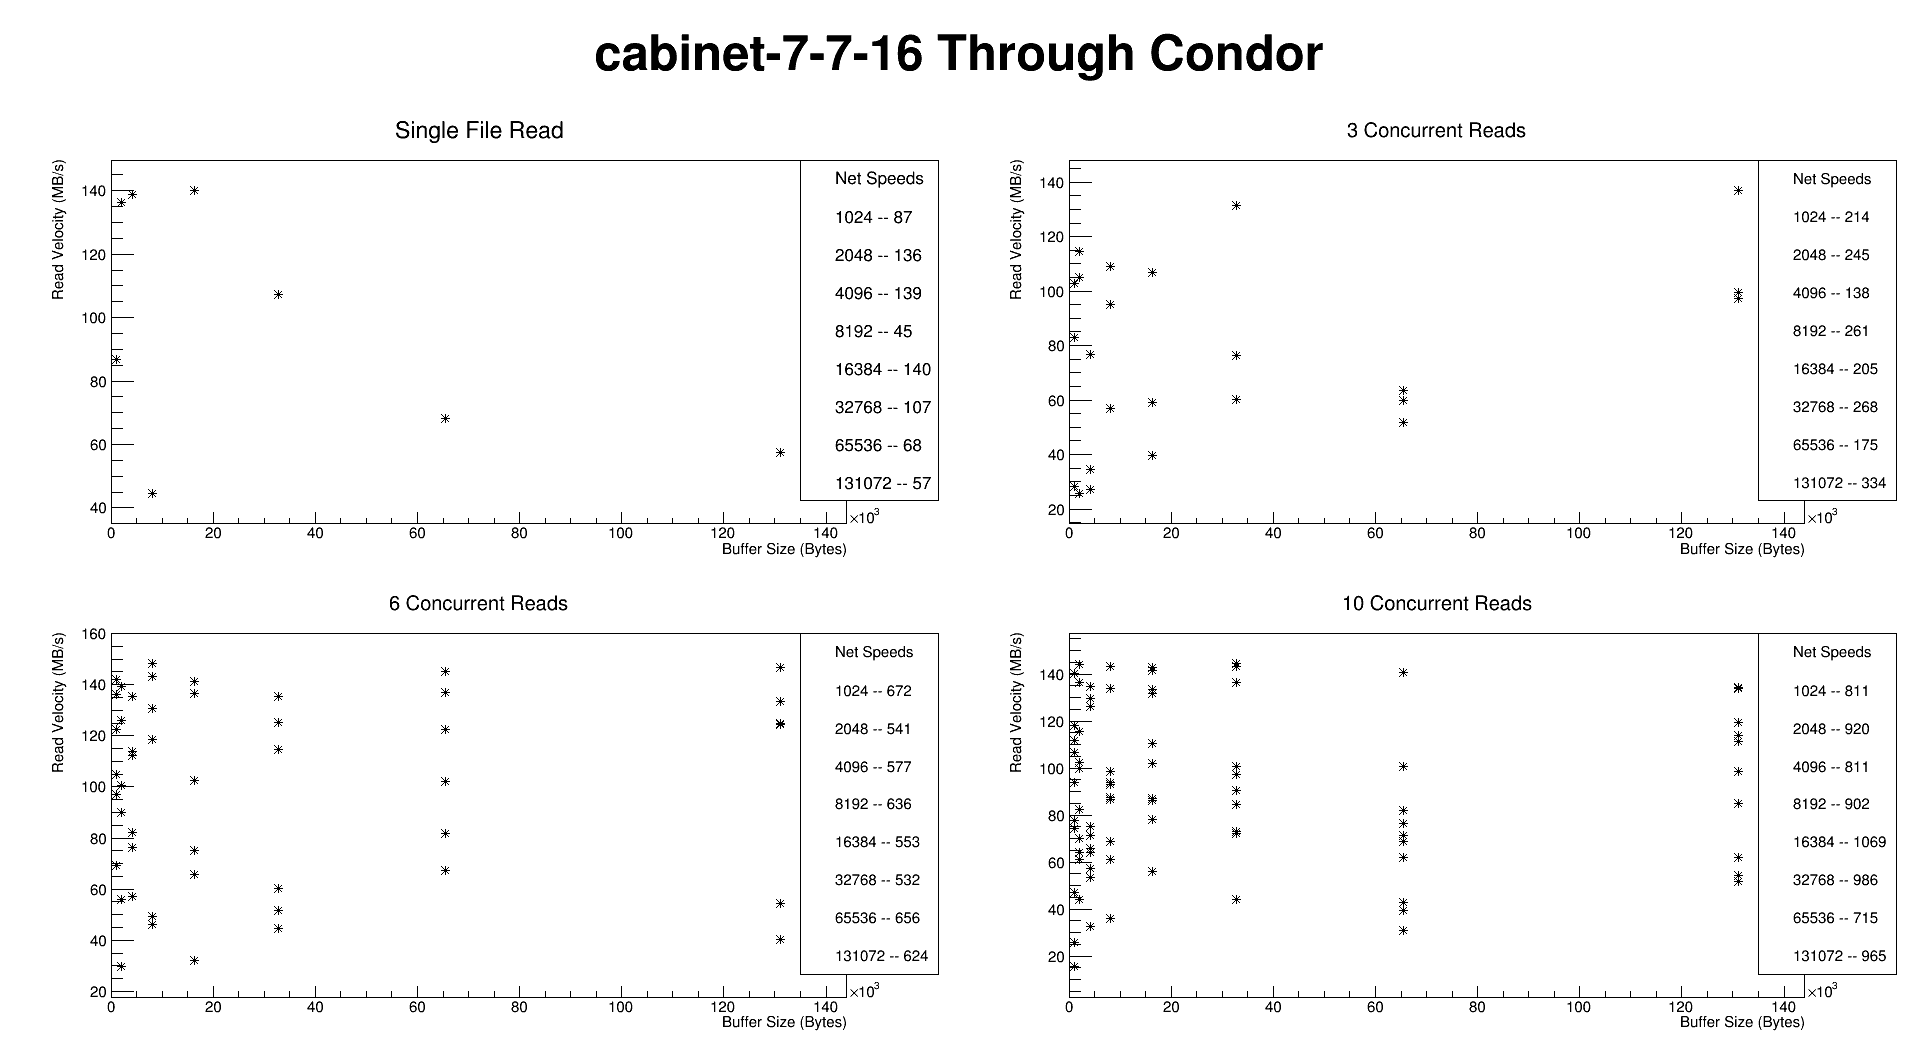 cabinet-7-7-16 Through Condor
Single File Read
Read Velocity (MB/s)
140
120
100
80
60
40
0 20 40 60 80 100 120 140
×10³
Buffer Size (Bytes)
Net Speeds
1024 -- 87
2048 -- 136
4096 -- 139
8192 -- 45
16384 -- 140
32768 -- 107
65536 -- 68
131072 -- 57
3 Concurrent Reads
Read Velocity (MB/s)
140
120
100
80
60
40
20
0 20 40 60 80 100 120 140
×10³
Buffer Size (Bytes)
Net Speeds
1024 -- 214
2048 -- 245
4096 -- 138
8192 -- 261
16384 -- 205
32768 -- 268
65536 -- 175
131072 -- 334
6 Concurrent Reads
Read Velocity (MB/s)
160
140
120
100
80
60
40
20
0 20 40 60 80 100 120 140
×10³
Buffer Size (Bytes)
Net Speeds
1024 -- 672
2048 -- 541
4096 -- 577
8192 -- 636
16384 -- 553
32768 -- 532
65536 -- 656
131072 -- 624
10 Concurrent Reads
Read Velocity (MB/s)
140
120
100
80
60
40
20
0 20 40 60 80 100 120 140
×10³
Buffer Size (Bytes)
Net Speeds
1024 -- 811
2048 -- 920
4096 -- 811
8192 -- 902
16384 -- 1069
32768 -- 986
65536 -- 715
131072 -- 965